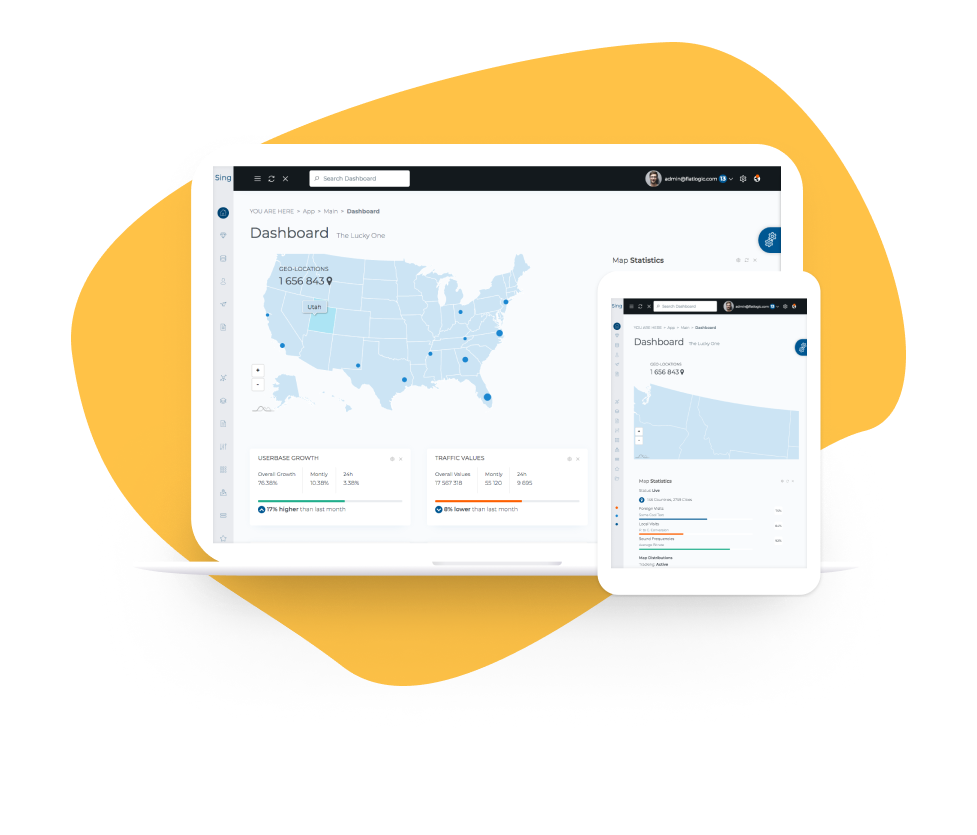 Sing
Search Dashboard
admin@flatlogic.com 13
YOU ARE HERE > App > Main > Dashboard
Dashboard The Lucky One
GEO-LOCATIONS
1 656 843
Utah
+
-
Map Statistics
USERBASE GROWTH
Overall Growth Montly 24h
76.38% 10.38% 3.38%
17% higher than last month
TRAFFIC VALUES
Overall Values Montly 24h
17 567 318 55 120 9 695
8% lower than last month
Sing
Search Dashboard
admin@flatlogic.com 13
YOU ARE HERE > App > Main > Dashboard
Dashboard The Lucky One
GEO-LOCATIONS
1 656 843
+
-
Map Statistics
Status: Live
Foreign Visits
Local Visits
Sound Frequencies
Average Bitrate
Map Distributions
Tracking: Active